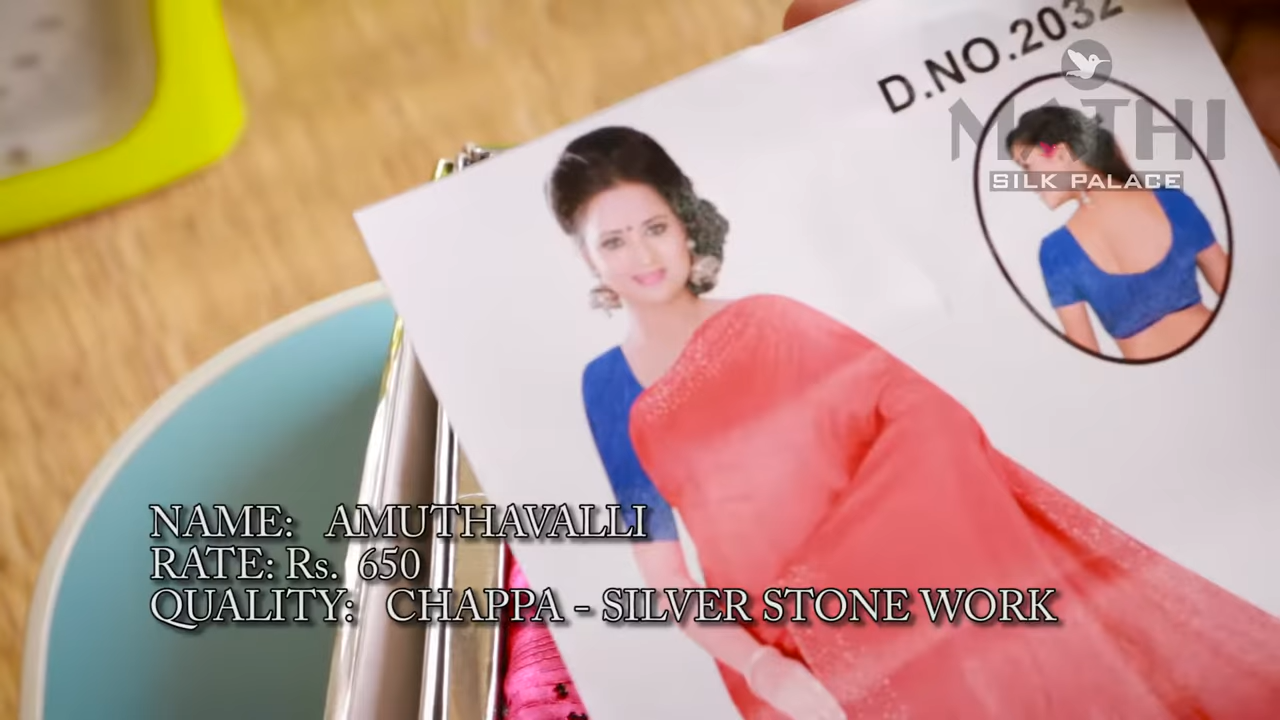 D.NO.2032
MATHI
SILK PALACE
NAME: AMUTHAVALLI
RATE: Rs. 650
QUALITY: CHAPPA - SILVER STONE WORK